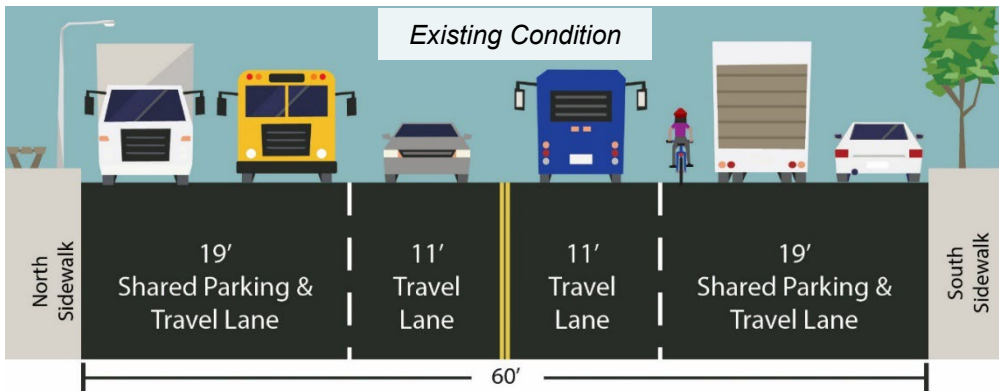 Existing Condition
North
Sidewalk
19′
Shared Parking &
Travel Lane
11′
Travel
Lane
11′
Travel
Lane
19′
Shared Parking &
Travel Lane
South
Sidewalk
60′